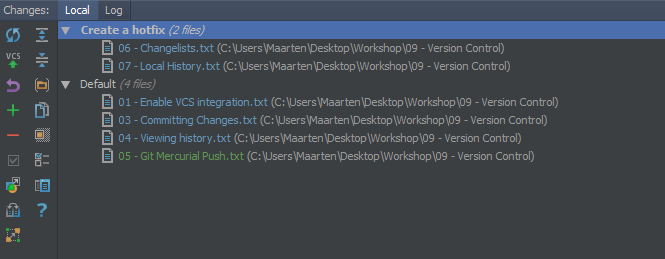 Changes: Local Log
Create a hotfix (2 files)
06 - Changelists.txt (C:\Users\Maarten\Desktop\Workshop\09 - Version Control)
07 - Local History.txt (C:\Users\Maarten\Desktop\Workshop\09 - Version Control)
Default (4 files)
01 - Enable VCS integration.txt (C:\Users\Maarten\Desktop\Workshop\09 - Version Control)
03 - Committing Changes.txt (C:\Users\Maarten\Desktop\Workshop\09 - Version Control)
04 - Viewing history.txt (C:\Users\Maarten\Desktop\Workshop\09 - Version Control)
05 - Git Mercurial Push.txt (C:\Users\Maarten\Desktop\Workshop\09 - Version Control)
VCS
?